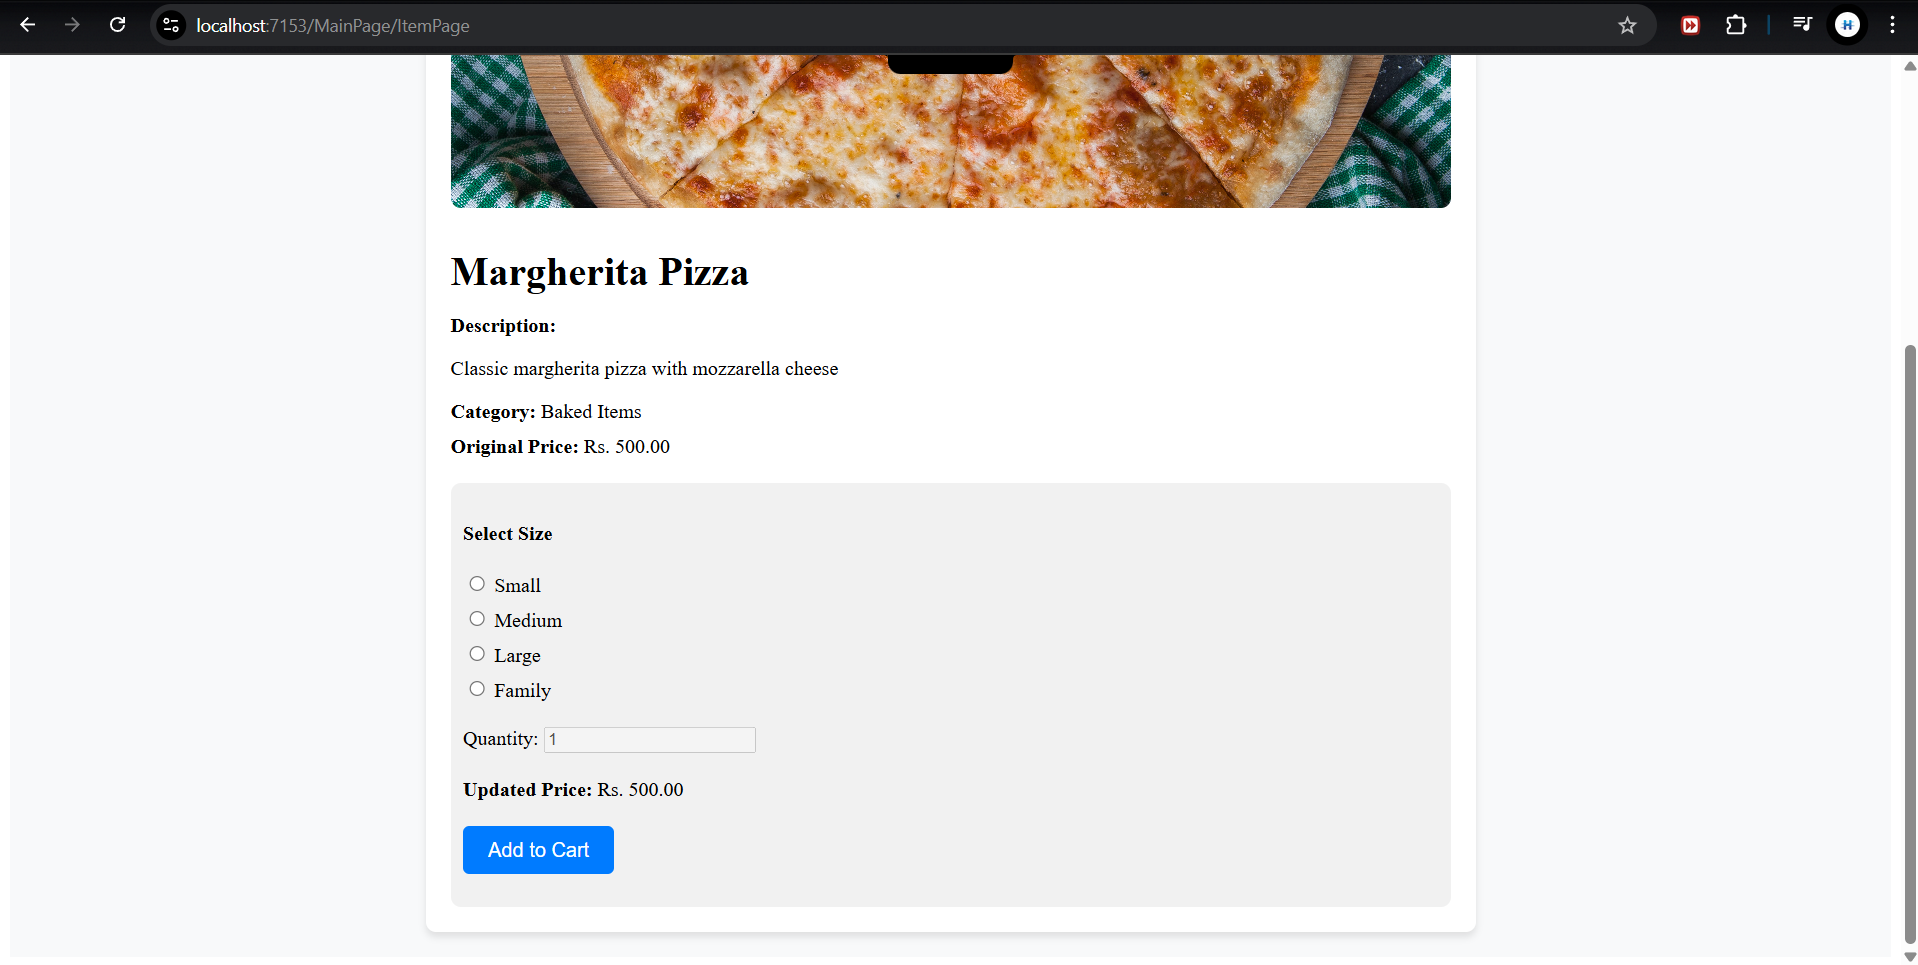 localhost:7153/MainPage/ItemPage
Margherita Pizza
Description:
Classic margherita pizza with mozzarella cheese
Category: Baked Items
Original Price: Rs. 500.00
Select Size
Small
Medium
Large
Family
Quantity: 1
Updated Price: Rs. 500.00
Add to Cart